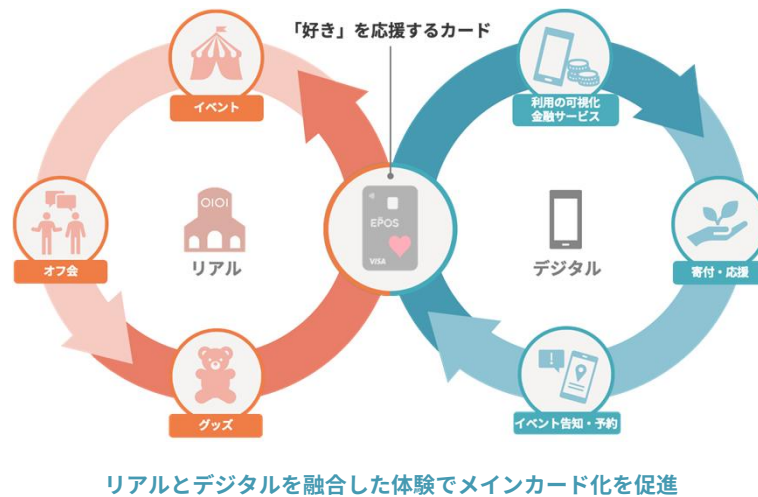 「好き」を応援するカード
イベント
利用の可視化
金融サービス
OIOI
EPOS
VISA
オフ会
リアル
デジタル
寄付・応援
!
グッズ
イベント告知・予約
リアルとデジタルを融合した体験でメインカード化を促進